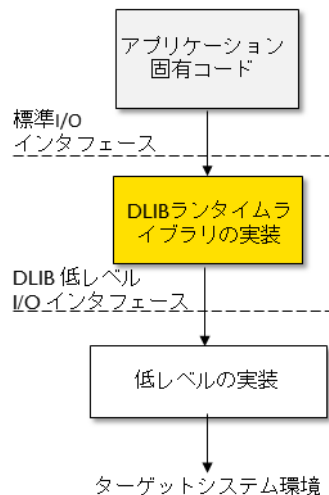 アプリケーション
固有コード
標準I/O
インタフェース
DLIBランタイムラ
イブラリの実装
DLIB 低レベル
I/O インタフェース
低レベルの実装
ターゲットシステム環境